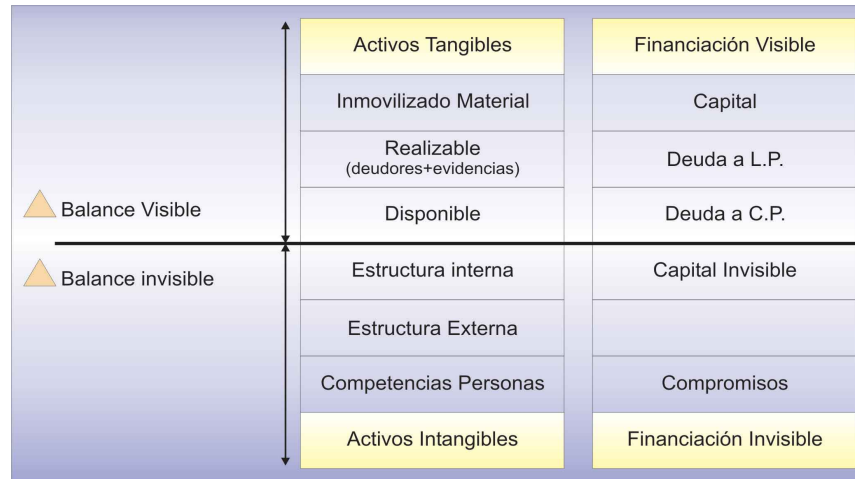 Activos Tangibles
Financiación Visible
Inmovilizado Material
Capital
Realizable
(deudores+evidencias)
Deuda a L.P.
Balance Visible
Disponible
Deuda a C.P.
Balance invisible
Estructura interna
Capital Invisible
Estructura Externa
Competencias Personas
Compromisos
Activos Intangibles
Financiación Invisible